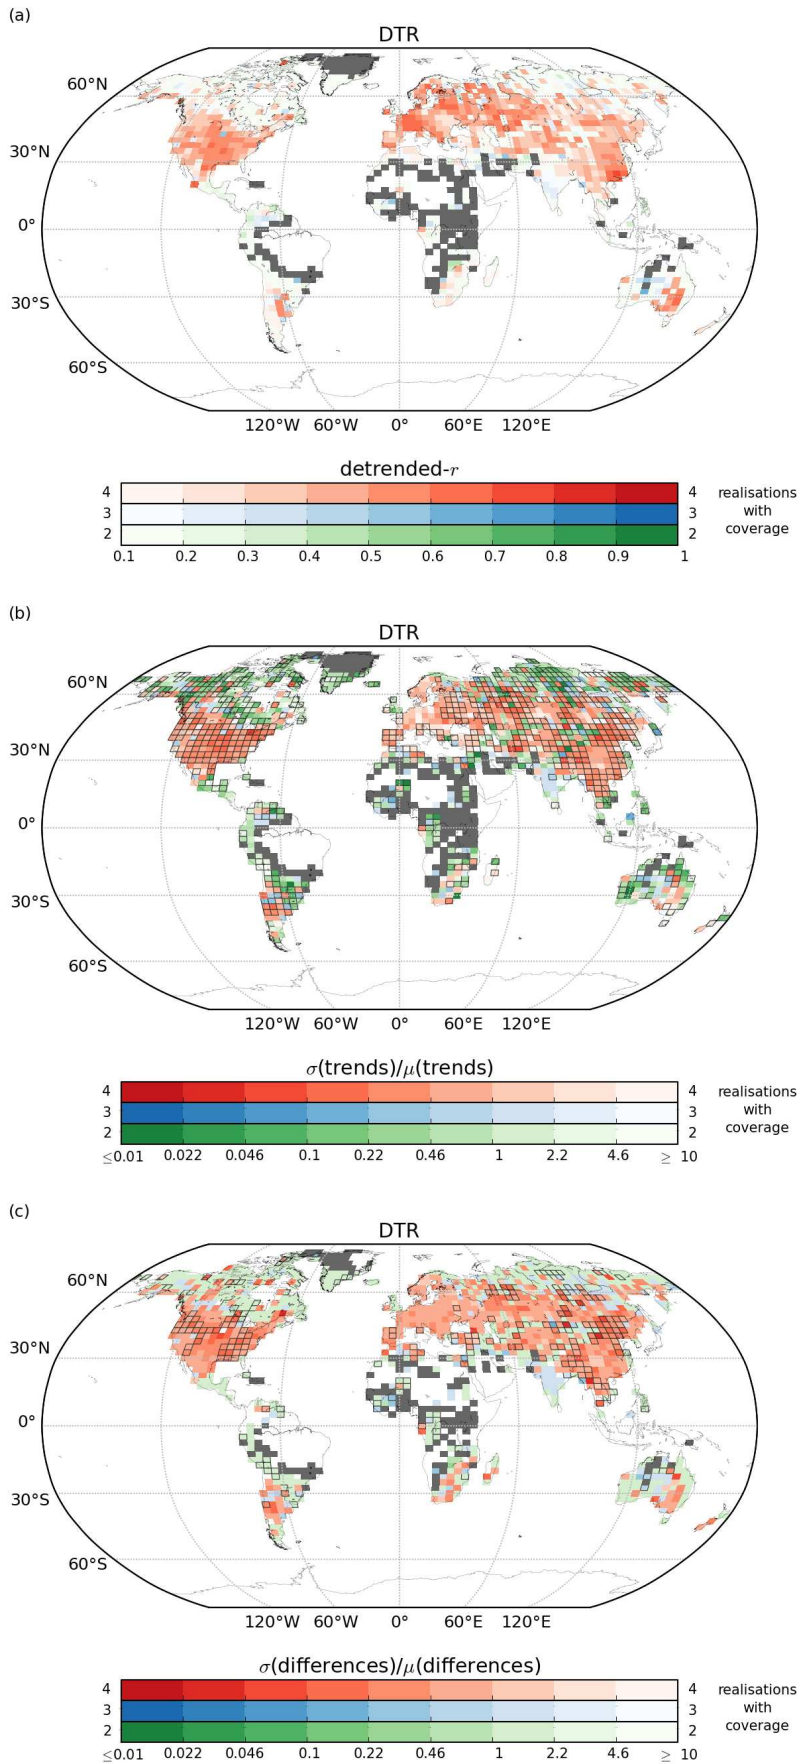 (a)
DTR
60°N
30°N
0°
30°S
60°S
120°W 60°W 0° 60°E 120°E
detrended-r
4 4 realisations
3 3 with
2 2 coverage
0.1 0.2 0.3 0.4 0.5 0.6 0.7 0.8 0.9 1
(b)
DTR
60°N
30°N
0°
30°S
60°S
120°W 60°W 0° 60°E 120°E
σ(trends)/μ(trends)
4 4 realisations
3 3 with
2 2 coverage
≤0.01 0.022 0.046 0.1 0.22 0.46 1 2.2 4.6 ≥ 10
(c)
DTR
60°N
30°N
0°
30°S
60°S
120°W 60°W 0° 60°E 120°E
σ(differences)/μ(differences)
4 4 realisations
3 3 with
2 2 coverage
≤0.01 0.022 0.046 0.1 0.22 0.46 1 2.2 4.6 ≥ 10